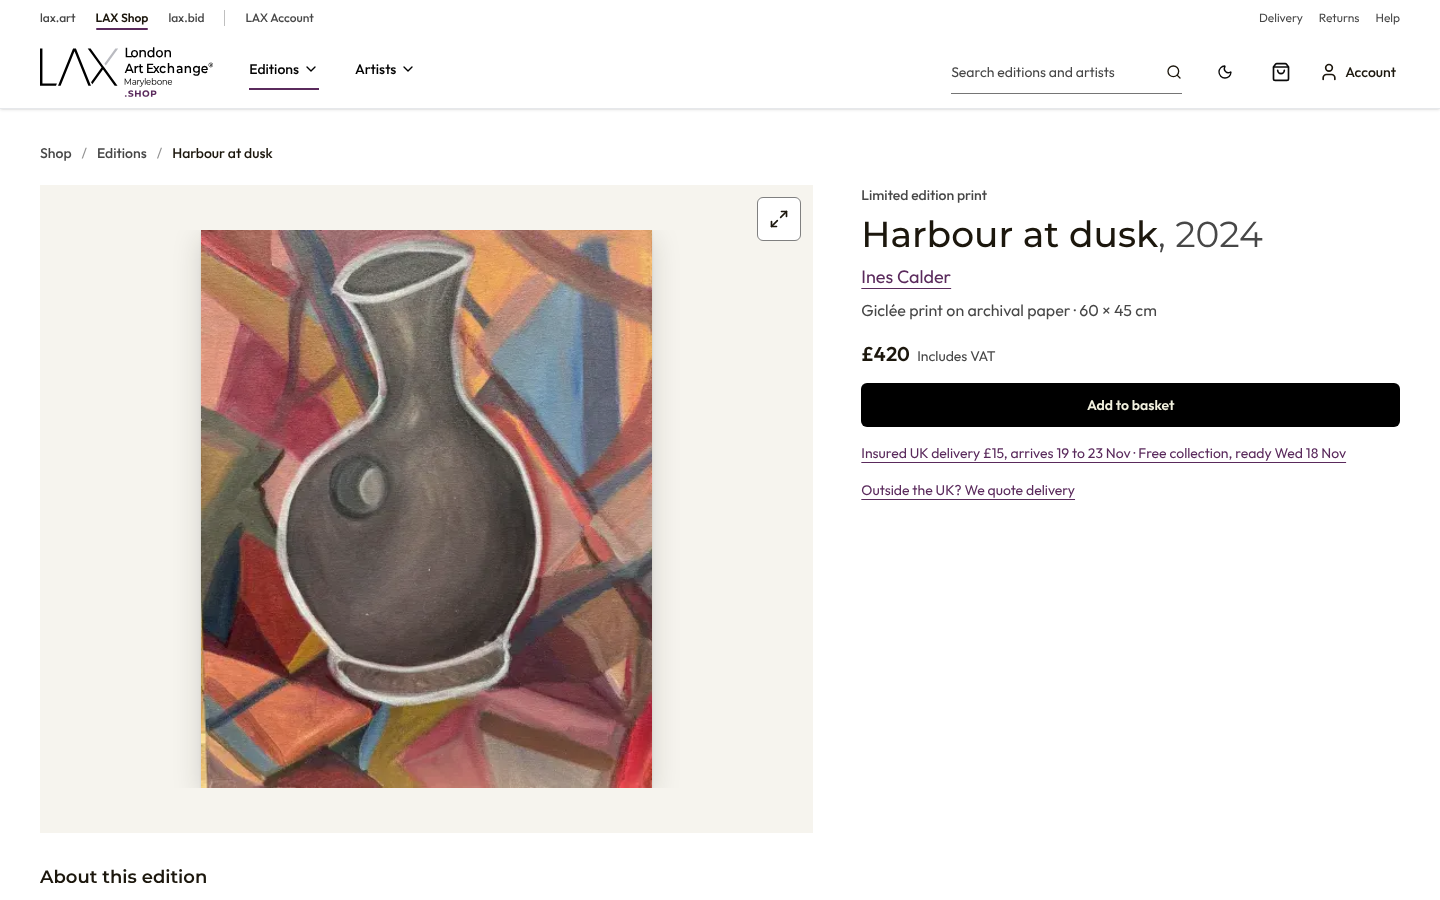 lax.art
LAX Shop
lax.bid
LAX Account
Delivery
Returns
Help
LAX
London
Art Exchange®
Marylebone
.SHOP
Editions
Artists
Search editions and artists
Account
Shop / Editions / Harbour at dusk
Limited edition print
Harbour at dusk, 2024
Ines Calder
Giclée print on archival paper · 60 × 45 cm
£420 Includes VAT
Add to basket
Insured UK delivery £15, arrives 19 to 23 Nov · Free collection, ready Wed 18 Nov
Outside the UK? We quote delivery
About this edition